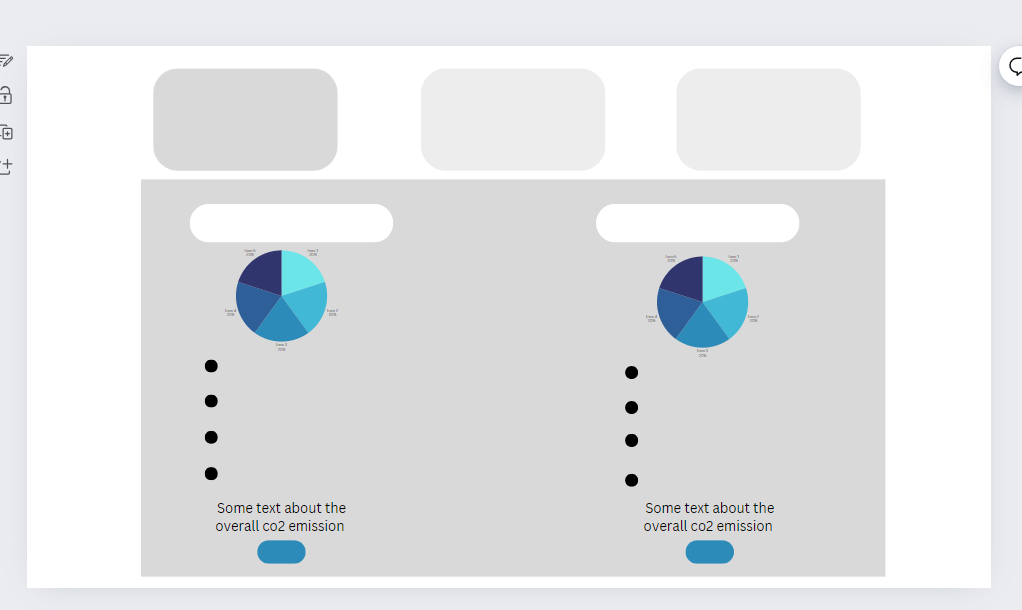 Item 5
20%
Item 1
20%
Item 4
20%
Item 2
20%
Item 3
20%
Item 5
20%
Item 1
20%
Item 4
20%
Item 2
20%
Item 3
20%
Some text about the
overall co2 emission
Some text about the
overall co2 emission